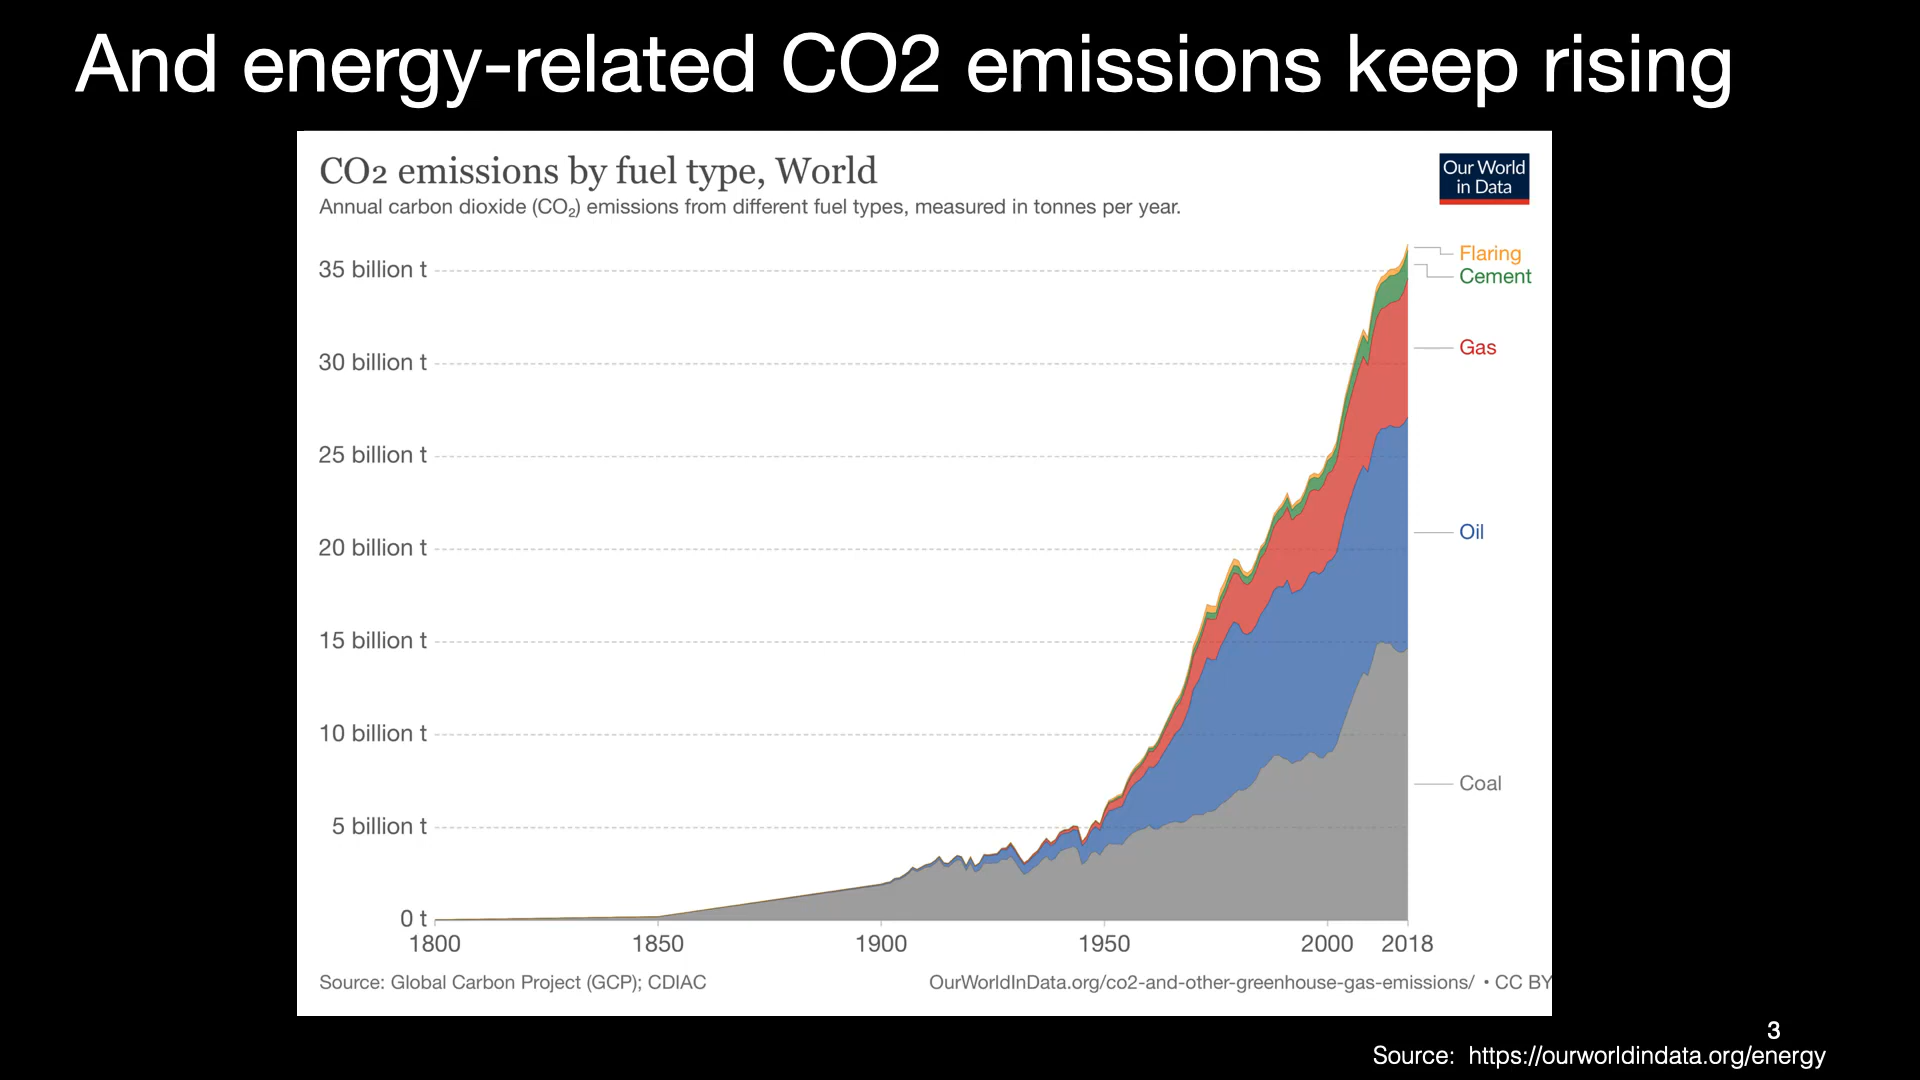 And energy-related CO2 emissions keep rising
CO2 emissions by fuel type, World
Annual carbon dioxide (CO₂) emissions from different fuel types, measured in tonnes per year.
Our World
in Data
35 billion t
30 billion t
25 billion t
20 billion t
15 billion t
10 billion t
5 billion t
0 t
Flaring
Cement
Gas
Oil
Coal
1800
1850
1900
1950
2000
2018
Source: Global Carbon Project (GCP); CDIAC
OurWorldInData.org/co2-and-other-greenhouse-gas-emissions/ • CC BY
3
Source: https://ourworldindata.org/energy